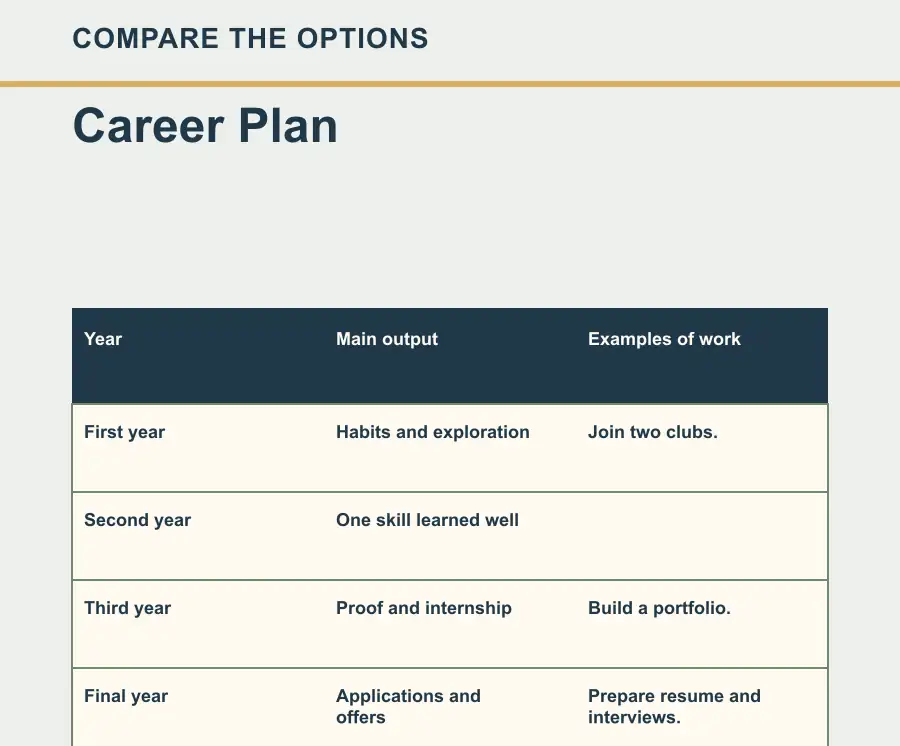 COMPARE THE OPTIONS
Career Plan
Year Main output Examples of work
First year Habits and exploration Join two clubs.
Second year One skill learned well
Third year Proof and internship Build a portfolio.
Final year Applications and offers Prepare resume and interviews.